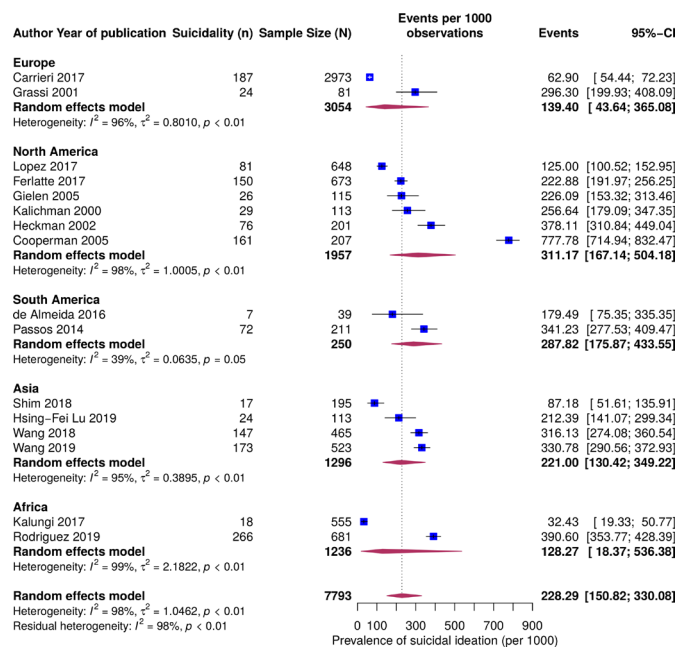 Events per 1000
Author Year of publication Suicidality (n) Sample Size (N) observations Events 95%−CI
Europe
Carrieri 2017 187 2973 62.90 [ 54.44; 72.23]
Grassi 2001 24 81 296.30 [199.93; 408.09]
Random effects model 3054 139.40 [ 43.64; 365.08]
Heterogeneity: I² = 96%, τ² = 0.8010, p < 0.01
North America
Lopez 2017 81 648 125.00 [100.52; 152.95]
Ferlatte 2017 150 673 222.88 [191.97; 256.25]
Gielen 2005 26 115 226.09 [153.32; 313.46]
Kalichman 2000 29 113 256.64 [179.09; 347.35]
Heckman 2002 76 201 378.11 [310.84; 449.04]
Cooperman 2005 161 207 777.78 [714.94; 832.47]
Random effects model 1957 311.17 [167.14; 504.18]
Heterogeneity: I² = 98%, τ² = 1.0005, p < 0.01
South America
de Almeida 2016 7 39 179.49 [ 75.35; 335.35]
Passos 2014 72 211 341.23 [277.53; 409.47]
Random effects model 250 287.82 [175.87; 433.55]
Heterogeneity: I² = 39%, τ² = 0.0635, p = 0.05
Asia
Shim 2018 17 195 87.18 [ 51.61; 135.91]
Hsing−Fei Lu 2019 24 113 212.39 [141.07; 299.34]
Wang 2018 147 465 316.13 [274.08; 360.54]
Wang 2019 173 523 330.78 [290.56; 372.93]
Random effects model 1296 221.00 [130.42; 349.22]
Heterogeneity: I² = 95%, τ² = 0.3895, p < 0.01
Africa
Kalungi 2017 18 555 32.43 [ 19.33; 50.77]
Rodriguez 2019 266 681 390.60 [353.77; 428.39]
Random effects model 1236 128.27 [ 18.37; 536.38]
Heterogeneity: I² = 99%, τ² = 2.1822, p < 0.01
Random effects model 7793 228.29 [150.82; 330.08]
Heterogeneity: I² = 98%, τ² = 1.0462, p < 0.01
Residual heterogeneity: I² = 98%, p < 0.01
0 100 300 500 700 900
Prevalence of suicidal ideation (per 1000)